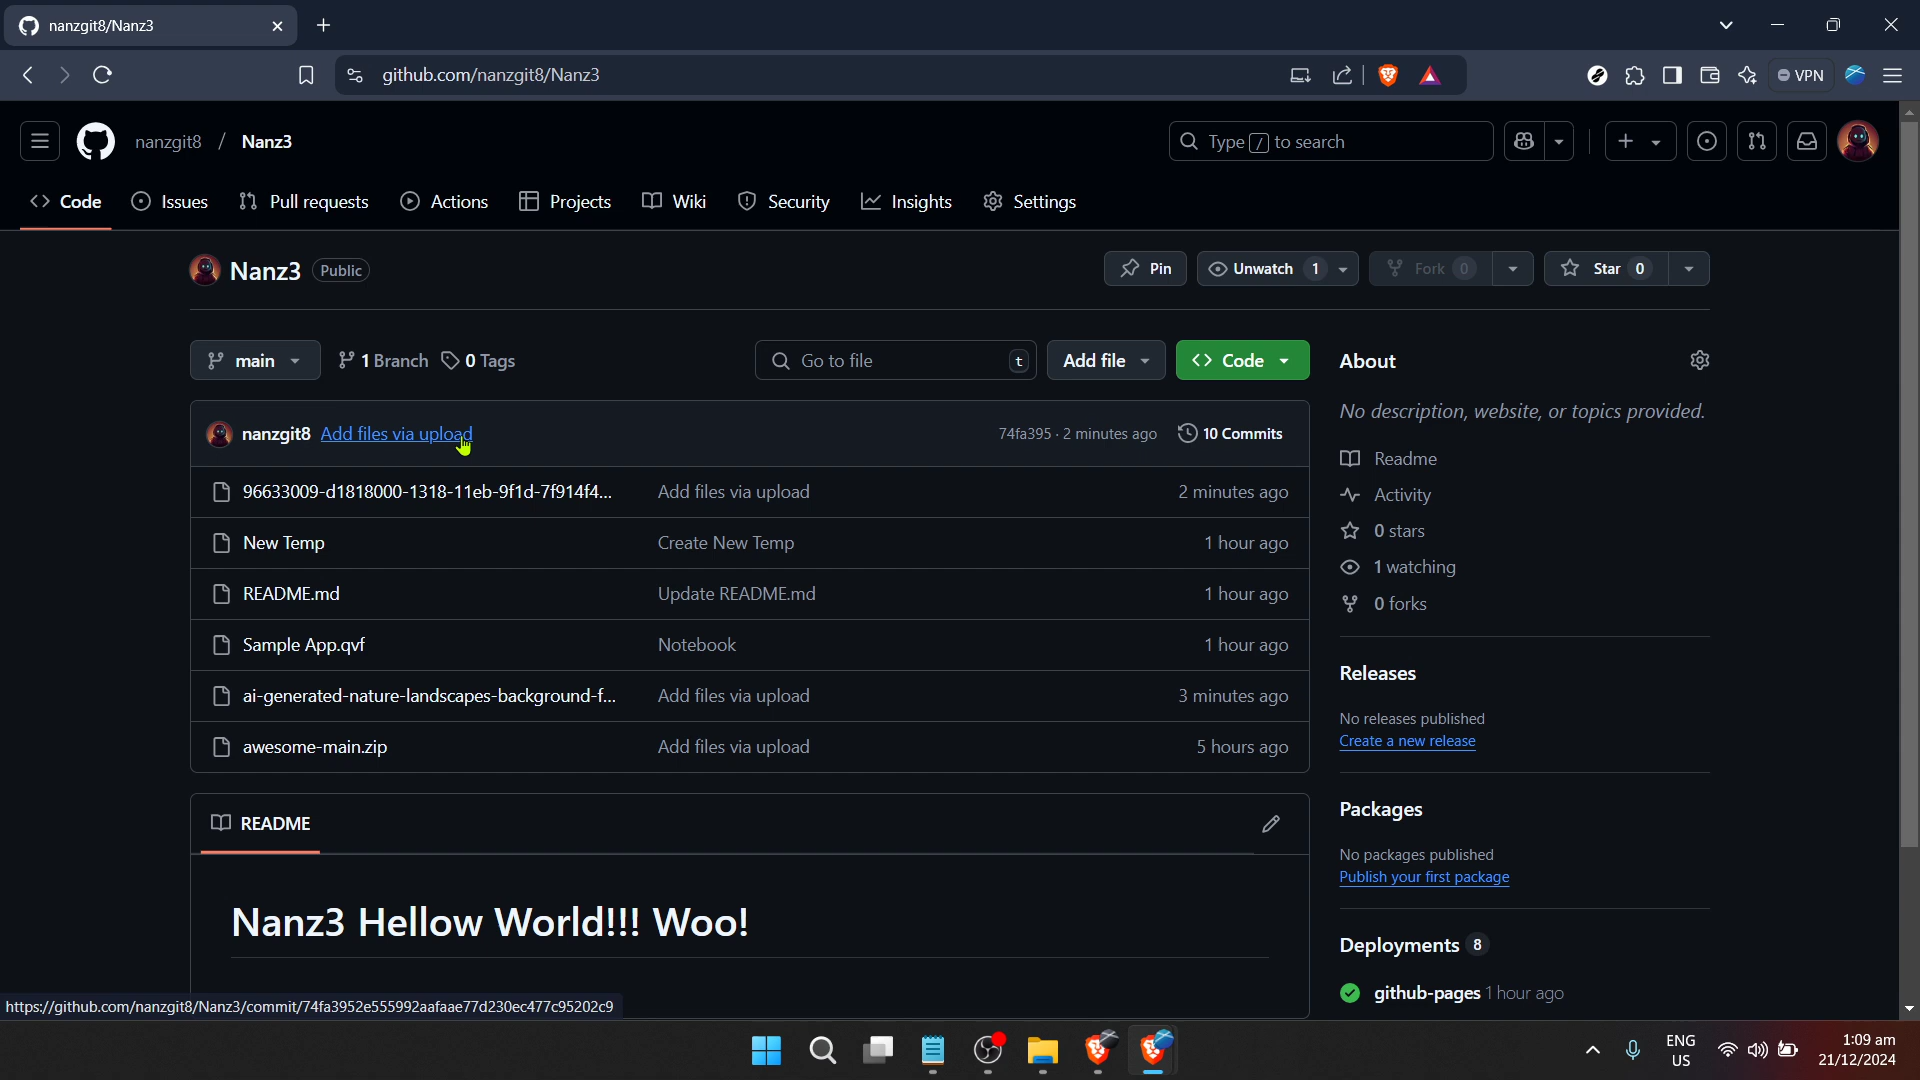 nanzgit8/Nanz3
github.com/nanzgit8/Nanz3
VPN
nanzgit8 / Nanz3
Type / to search
Code Issues Pull requests Actions Projects Wiki Security Insights Settings
Nanz3 Public
Pin Unwatch 1 Fork 0 Star 0
main 1 Branch 0 Tags Go to file t Add file Code
About
No description, website, or topics provided.
nanzgit8 Add files via upload 74fa395 · 2 minutes ago 10 Commits
96633009-d1818000-1318-11eb-9f1d-7f914f4... Add files via upload 2 minutes ago
New Temp Create New Temp 1 hour ago
README.md Update README.md 1 hour ago
Sample App.qvf Notebook 1 hour ago
ai-generated-nature-landscapes-background-f... Add files via upload 3 minutes ago
awesome-main.zip Add files via upload 5 hours ago
Readme
Activity
0 stars
1 watching
0 forks
Releases
No releases published
Create a new release
Packages
No packages published
Publish your first package
Deployments 8
github-pages 1 hour ago
README
Nanz3 Hellow World!!! Woo!
https://github.com/nanzgit8/Nanz3/commit/74fa3952e555992aafaae77d230ec477c95202c9
ENG
US
1:09 am
21/12/2024